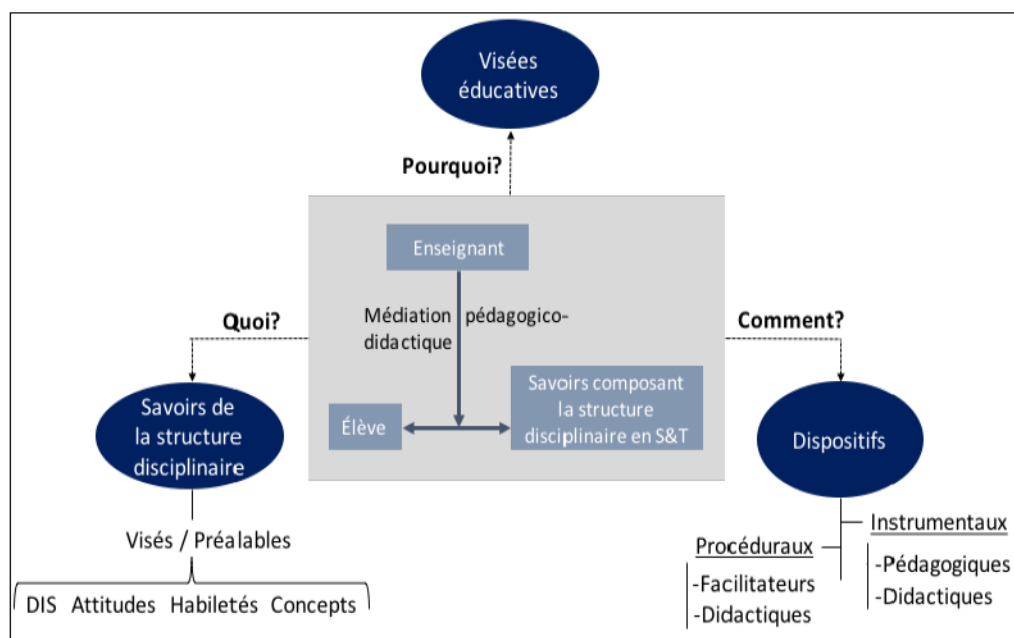 Visées
éducatives
Pourquoi?
Enseignant
Médiation pédagogico-
didactique
Quoi?
Comment?
Élève
Savoirs composant
la structure
disciplinaire en S&T
Savoirs de
la structure
disciplinaire
Dispositifs
Visés / Préalables
DIS Attitudes Habiletés Concepts
Procéduraux
-Facilitateurs
-Didactiques
Instrumentaux
-Pédagogiques
-Didactiques